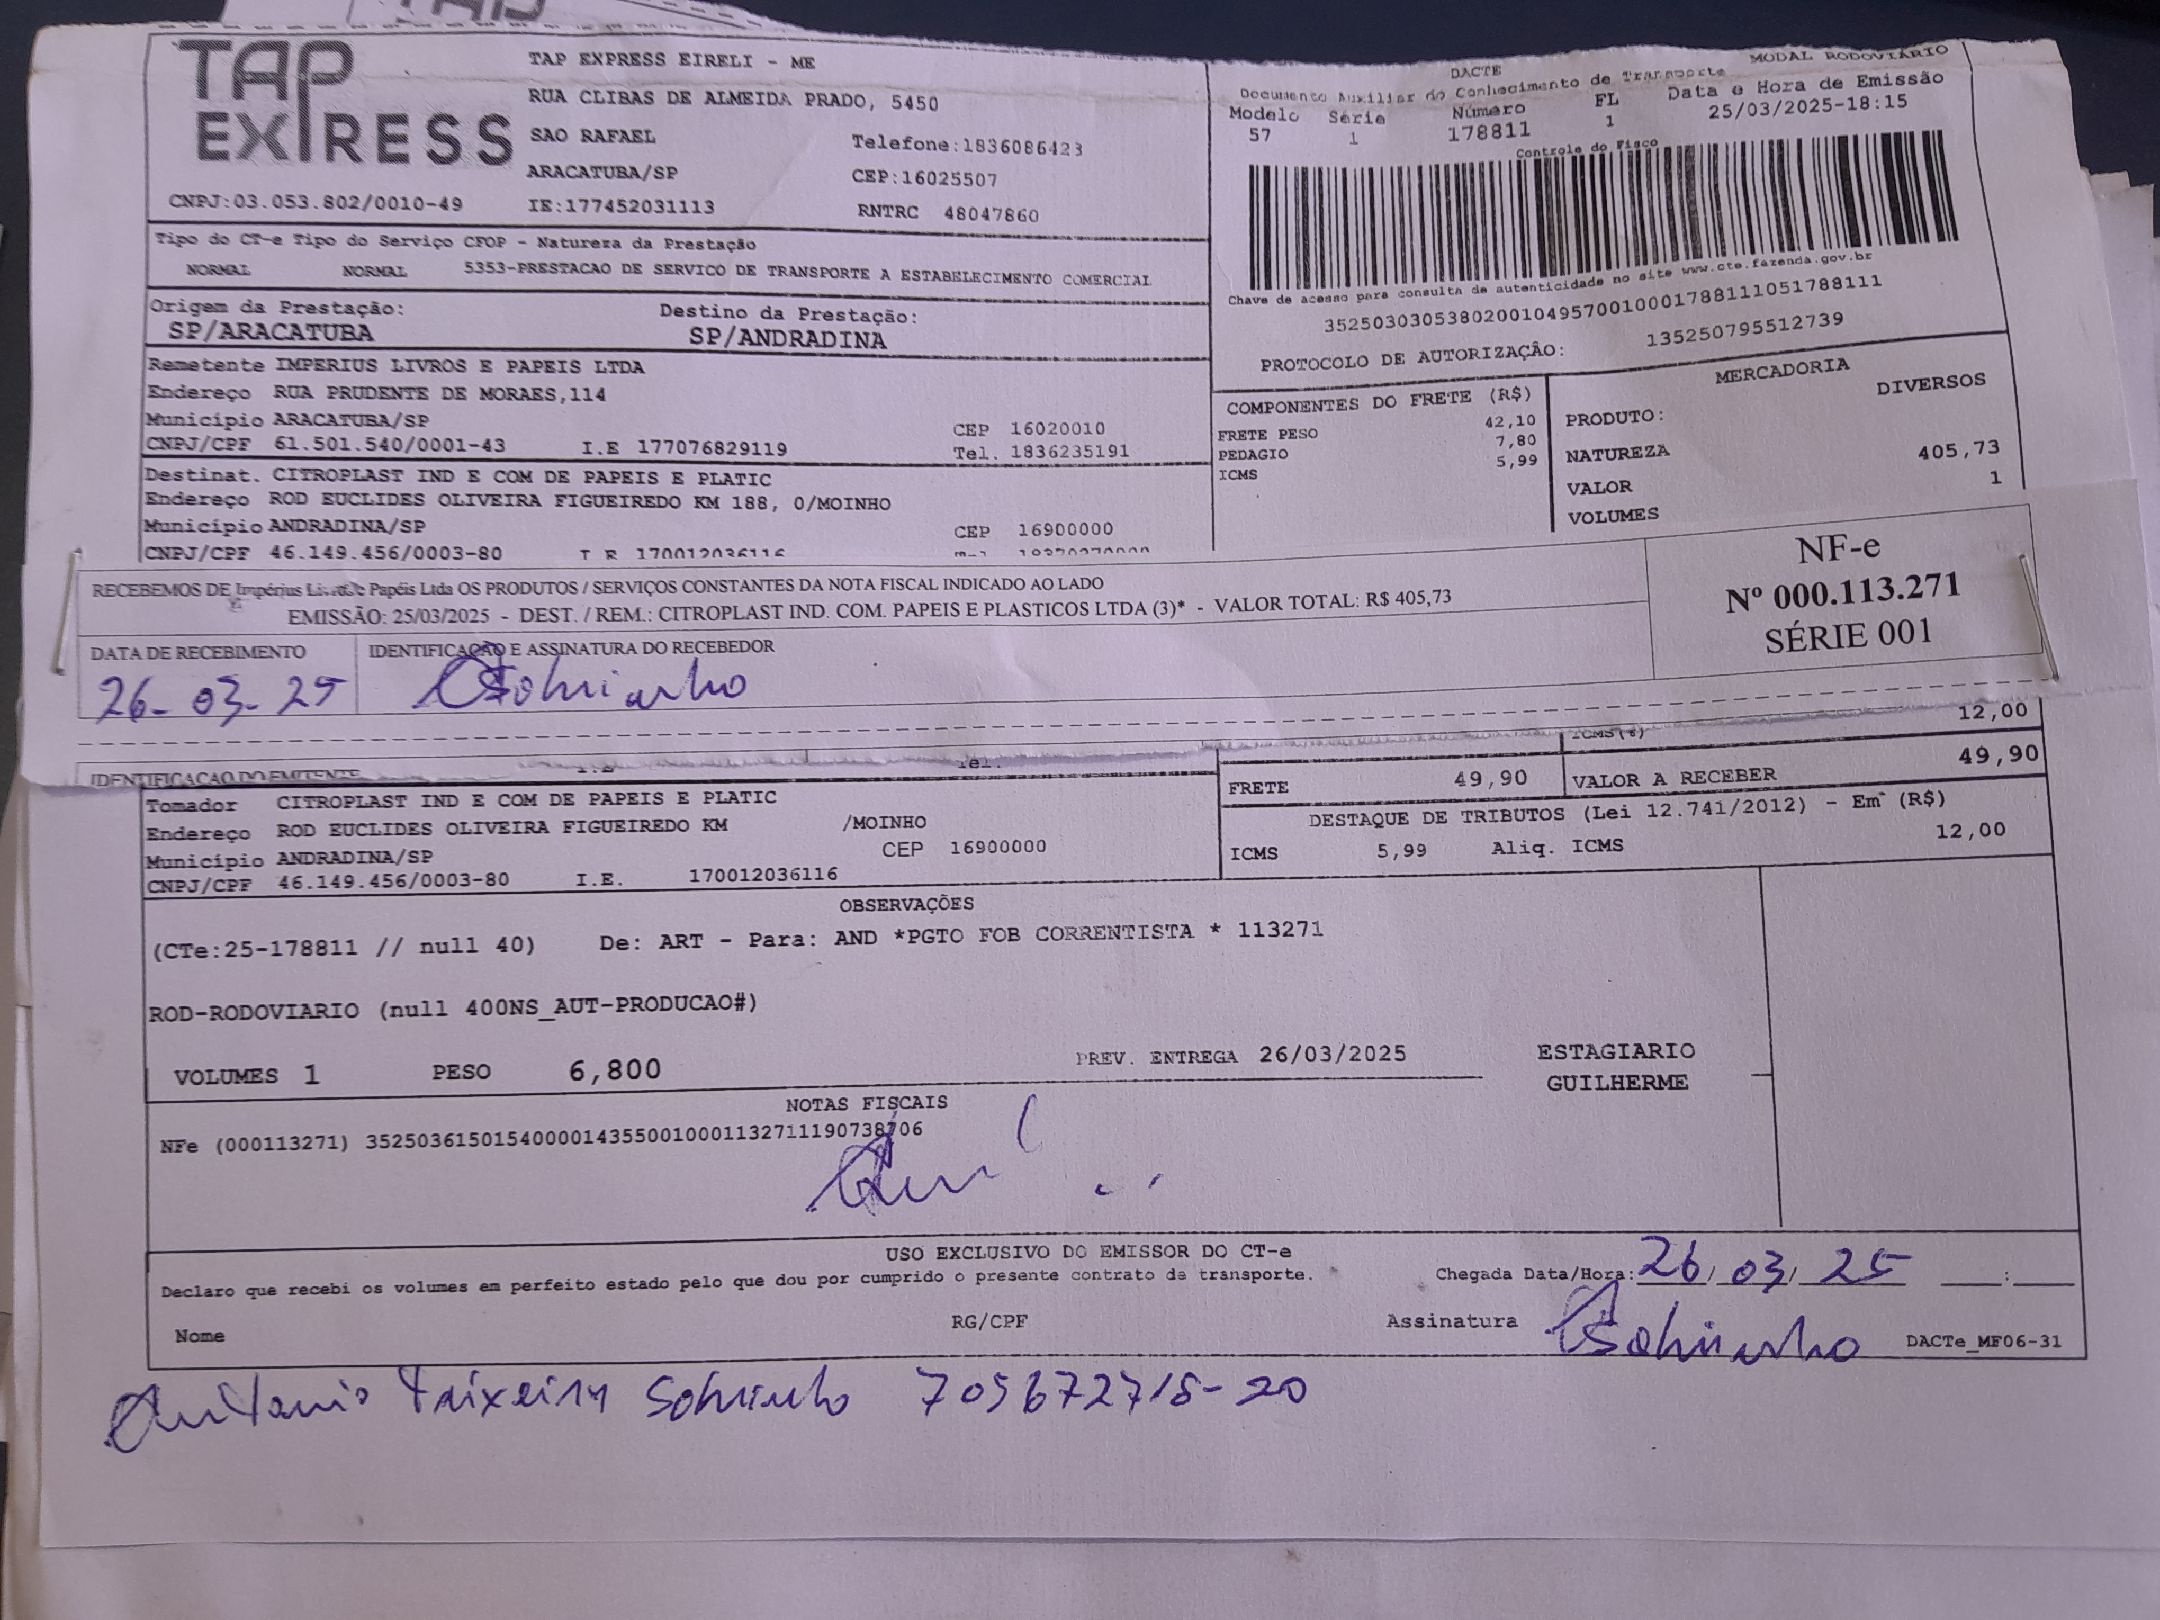 TAP EXPRESS
TAP EXPRESS EIRELI - ME
RUA CLIBAS DE ALMEIDA PRADO, 5450
SAO RAFAEL
Telefone:1836086423
ARACATUBA/SP
CEP:16025507
CNPJ:03.053.802/0010-49
IE:177452031113
RNTRC 48047860
DACTE
MODAL RODOVIÁRIO
Documento Auxiliar do Conhecimento de Transporte
Modelo Série Número FL Data e Hora de Emissão
57 1 178811 1 25/03/2025-18:15
Controle do Fisco
Chave de acesso para consulta de autenticidade no site www.cte.fazenda.gov.br
35250303053802001049570010001788111051788111
PROTOCOLO DE AUTORIZAÇÃO: 135250795512739
Tipo do CT-e Tipo do Serviço CFOP - Natureza da Prestação
NORMAL NORMAL 5353-PRESTACAO DE SERVICO DE TRANSPORTE A ESTABELECIMENTO COMERCIAL
Origem da Prestação: Destino da Prestação:
SP/ARACATUBA SP/ANDRADINA
Remetente IMPERIUS LIVROS E PAPEIS LTDA
Endereço RUA PRUDENTE DE MORAES,114
Município ARACATUBA/SP CEP 16020010
CNPJ/CPF 61.501.540/0001-43 I.E 177076829119 Tel. 1836235191
Destinat. CITROPLAST IND E COM DE PAPEIS E PLATIC
Endereço ROD EUCLIDES OLIVEIRA FIGUEIREDO KM 188, 0/MOINHO
Município ANDRADINA/SP CEP 16900000
CNPJ/CPF 46.149.456/0003-80 170012036116
COMPONENTES DO FRETE (R$)
FRETE PESO 42,10
PEDAGIO 7,80
ICMS 5,99
MERCADORIA
PRODUTO: DIVERSOS
NATUREZA
VALOR 405,73
VOLUMES 1
RECEBEMOS DE Impérius Papéis Ltda OS PRODUTOS / SERVIÇOS CONSTANTES DA NOTA FISCAL INDICADO AO LADO
EMISSÃO: 25/03/2025 - DEST. / REM.: CITROPLAST IND. COM. PAPEIS E PLASTICOS LTDA (3)* - VALOR TOTAL: R$ 405,73
DATA DE RECEBIMENTO IDENTIFICAÇÃO E ASSINATURA DO RECEBEDOR
26-03-25 Sobrinho
NF-e
Nº 000.113.271
SÉRIE 001
IDENTIFICAÇÃO DO EMITENTE
ICMS(%) 12,00
FRETE 49,90 VALOR A RECEBER 49,90
Tomador CITROPLAST IND E COM DE PAPEIS E PLATIC
Endereço ROD EUCLIDES OLIVEIRA FIGUEIREDO KM /MOINHO
Município ANDRADINA/SP CEP 16900000
CNPJ/CPF 46.149.456/0003-80 I.E. 170012036116
DESTAQUE DE TRIBUTOS (Lei 12.741/2012) - Em (R$)
ICMS 5,99 Aliq. ICMS 12,00
OBSERVAÇÕES
(CTe:25-178811 // null 40) De: ART - Para: AND *PGTO FOB CORRENTISTA * 113271
ROD-RODOVIARIO (null 400NS_AUT-PRODUCAO#)
VOLUMES 1 PESO 6,800 PREV. ENTREGA 26/03/2025
ESTAGIARIO
GUILHERME
NOTAS FISCAIS
NFe (000113271) 35250361501540000143550010001132711190738706
USO EXCLUSIVO DO EMISSOR DO CT-e
Declaro que recebi os volumes em perfeito estado pelo que dou por cumprido o presente contrato de transporte.
Chegada Data/Hora: 26/03/25 __:__
Nome RG/CPF Assinatura Sobrinho DACTe_MF06-31
Antonio Teixeira Sobrinho 705672718-20